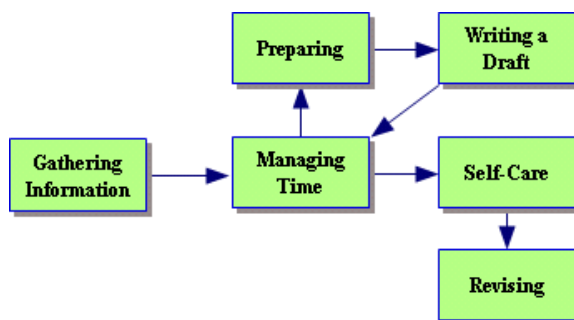 Preparing
Writing a
Draft
Gathering
Information
Managing
Time
Self-Care
Revising